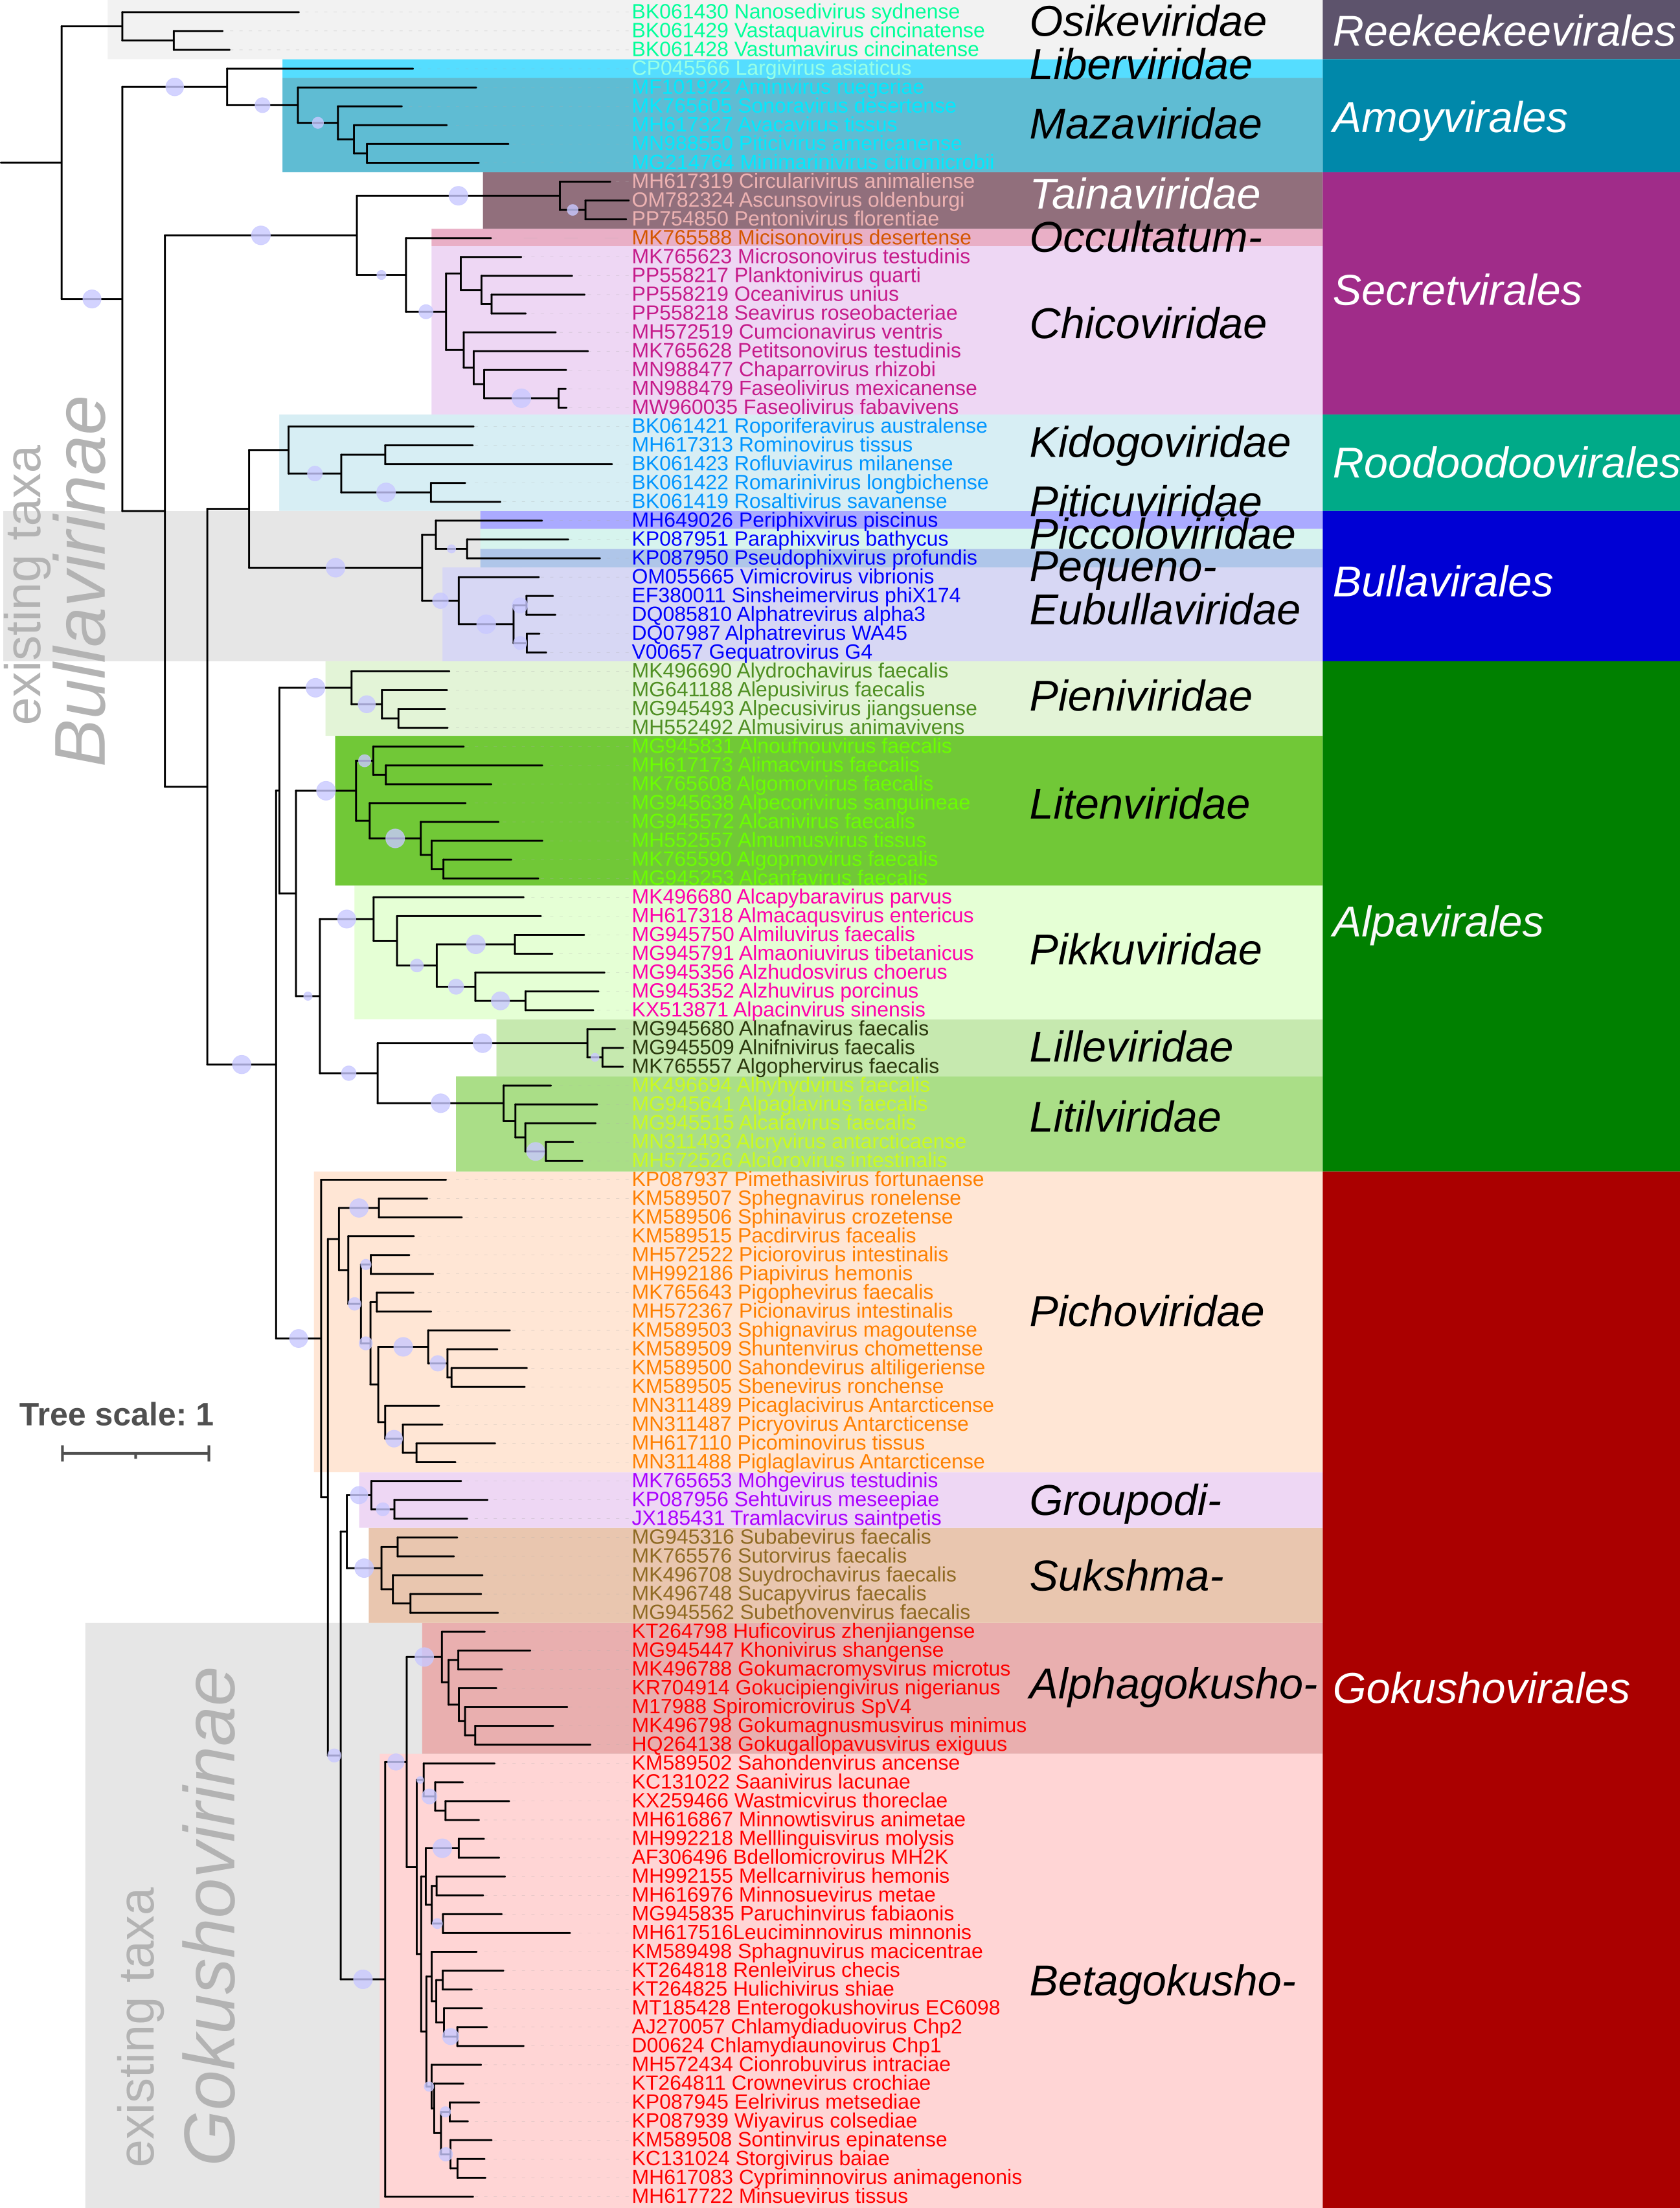 BK061430 Nanosedivirus sydnense
BK061429 Vastaquavirus cincinatense
BK061428 Vastumavirus cincinatense
Osikeviridae
Reekeekeevirales
CP045566 Largivirus asiaticus
Liberviridae
MF101922 Aminivirus ruegeriae
MK765605 Sonoravirus desertense
MH617327 Avacavirus tissus
MN988550 Piticivirus americanense
MG214784 Minimarinivirus citromicrobii
Mazaviridae
Amoyvirales
MH617319 Circularivirus animaliense
OM782324 Ascunsovirus oldenburgi
PP754850 Pentonivirus florentiae
Tainaviridae
MK765588 Micisonovirus desertense
Occultatum-
MK765623 Microsonovirus testudinis
PP558217 Planktonivirus quarti
PP558219 Oceanivirus unius
PP558218 Seavirus roseobacteriae
MH572519 Cumcionavirus ventris
MK765628 Petitsonovirus testudinis
MN988477 Chaparrovirus rhizobi
MN988479 Faseolivirus mexicanense
MW960035 Faseolivirus fabavivens
Chicoviridae
Secretvirales
BK061421 Roporiferavirus australense
MH617313 Rominovirus tissus
BK061423 Rofluviavirus milanense
BK061422 Romarinivirus longbichense
BK061419 Rosaltivirus savanense
Kidogoviridae
Roodoodoovirales
existing taxa
Bullavirinae
MH649026 Periphixvirus piscinus
Piticuviridae
KP087951 Paraphixvirus bathycus
Piccoloviridae
KP087950 Pseudophixvirus profundis
Pequeno-
OM055665 Vimicrovirus vibrionis
EF380011 Sinsheimervirus phiX174
DQ085810 Alphatrevirus alpha3
DQ07987 Alphatrevirus WA45
V00657 Gequatrovirus G4
Eubullaviridae
Bullavirales
MK496690 Alydrochavirus faecalis
MG641188 Alepusivirus faecalis
MG945493 Alpecusivirus jiangsuense
MH552492 Almusivirus animavivens
Pieniviridae
MG945831 Alnoufnouvirus faecalis
MH617173 Alimacvirus faecalis
MK765608 Algomorvirus faecalis
MG945638 Alpecorivirus sanguineae
MG945572 Alcanivirus faecalis
MH552557 Almumusvirus tissus
MK765590 Algopmovirus faecalis
MG945253 Alcanfavirus faecalis
Litenviridae
MK496680 Alcapybaravirus parvus
MH617318 Almacaqusvirus entericus
MG945750 Almiluvirus faecalis
MG945791 Almaoniuvirus tibetanicus
MG945356 Alzhudosvirus choerus
MG945352 Alzhuvirus porcinus
KX513871 Alpacinvirus sinensis
Pikkuviridae
Alpavirales
MG945680 Alnafnavirus faecalis
MG945509 Alnifnivirus faecalis
MK765557 Algophervirus faecalis
Lilleviridae
MK496694 Alhyhydvirus faecalis
MG945641 Alpaglavirus faecalis
MG945515 Alcafavirus faecalis
MN311493 Alcryvirus antarcticaense
MH572526 Alciorovirus intestinalis
Litilviridae
KP087937 Pimethasivirus fortunaense
KM589507 Sphegnavirus ronelense
KM589506 Sphinavirus crozetense
KM589515 Pacdirvirus facealis
MH572522 Piciorovirus intestinalis
MH992186 Piapivirus hemonis
MK765643 Pigophevirus faecalis
MH572367 Picionavirus intestinalis
KM589503 Sphignavirus magoutense
KM589509 Shuntenvirus chomettense
KM589500 Sahondevirus altiligeriense
KM589505 Sbenevirus ronchense
MN311489 Picaglacivirus Antarcticense
MN311487 Picryovirus Antarcticense
MH617110 Picominovirus tissus
MN311488 Piglaglavirus Antarcticense
Pichoviridae
Tree scale: 1
MK765653 Mohgevirus testudinis
KP087956 Sehtuvirus meseepiae
JX185431 Tramlacvirus saintpetis
Groupodi-
MG945316 Subabevirus faecalis
MK765576 Sutorvirus faecalis
MK496708 Suydrochavirus faecalis
MK496748 Sucapyvirus faecalis
MG945562 Subethovenvirus faecalis
Sukshma-
existing taxa
Gokushovirinae
KT264798 Huficovirus zhenjiangense
MG945447 Khonivirus shangense
MK496788 Gokumacromysvirus microtus
KR704914 Gokucipiengivirus nigerianus
M17988 Spiromicrovirus SpV4
MK496798 Gokumagnusmusvirus minimus
HQ264138 Gokugallopavusvirus exiguus
Alphagokusho-
Gokushovirales
KM589502 Sahondenvirus ancense
KC131022 Saanivirus lacunae
KX259466 Wastmicvirus thoreclae
MH616867 Minnowtisvirus animetae
MH992218 Melllinguisvirus molysis
AF306496 Bdellomicrovirus MH2K
MH992155 Mellcarnivirus hemonis
MH616976 Minnosuevirus metae
MG945835 Paruchinvirus fabiaonis
MH617516Leuciminnovirus minnonis
KM589498 Sphagnuvirus macicentrae
KT264818 Renleivirus checis
KT264825 Hulichivirus shiae
MT185428 Enterogokushovirus EC6098
AJ270057 Chlamydiaduovirus Chp2
D00624 Chlamydiaunovirus Chp1
MH572434 Cionrobuvirus intraciae
KT264811 Crownevirus crochiae
KP087945 Eelrivirus metsediae
KP087939 Wiyavirus colsediae
KM589508 Sontinvirus epinatense
KC131024 Storgivirus baiae
MH617083 Cypriminnovirus animagenonis
MH617722 Minsuevirus tissus
Betagokusho-